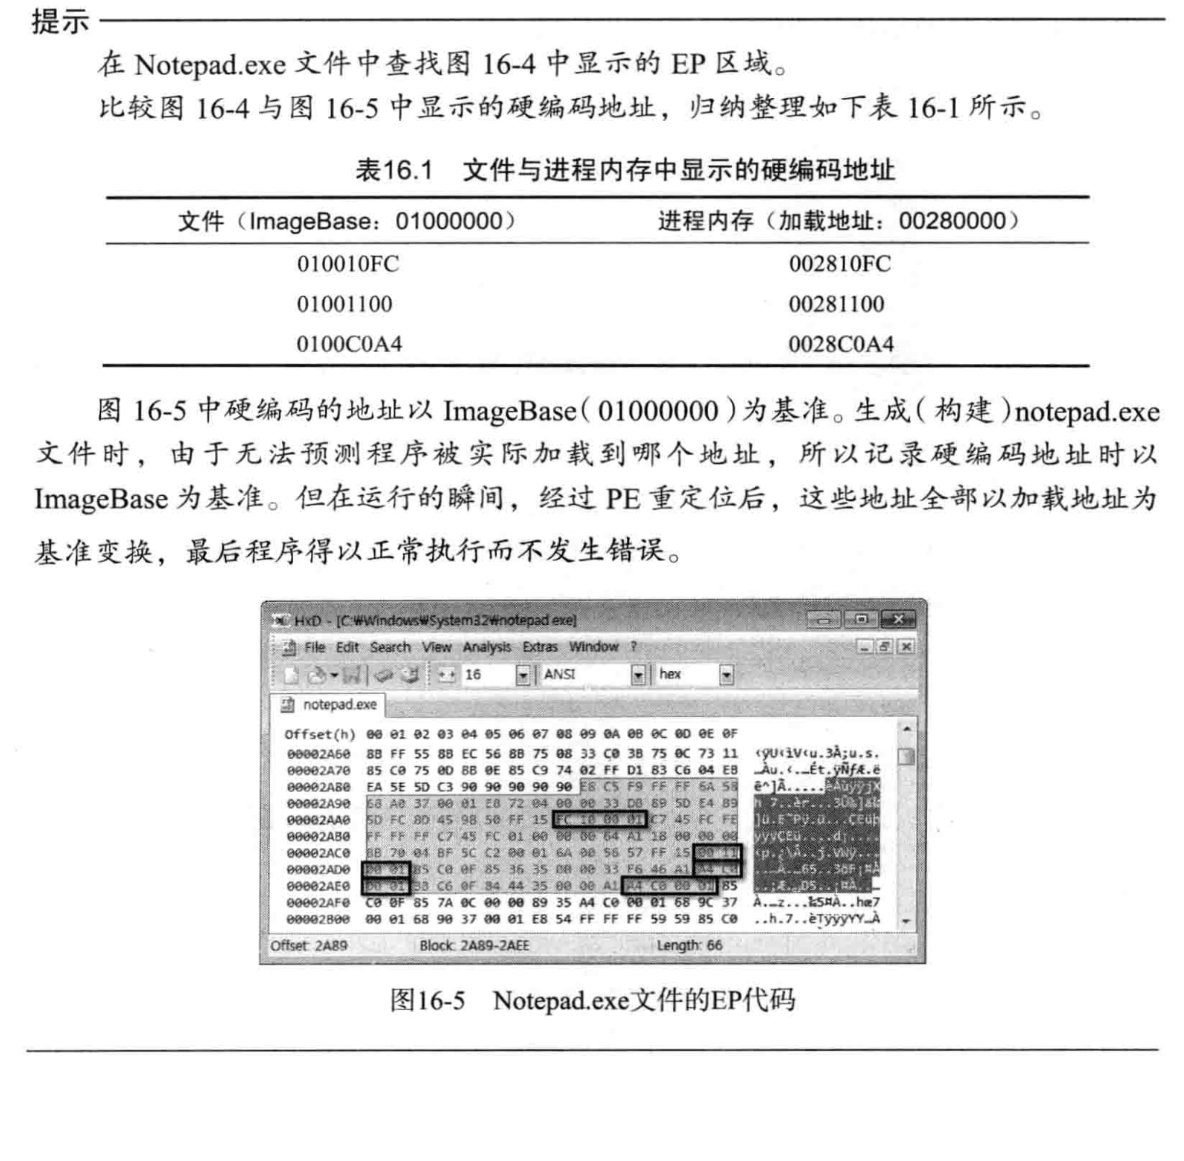 提示
在 Notepad.exe 文件中查找图 16-4 中显示的 EP 区域。
比较图 16-4 与图 16-5 中显示的硬编码地址，归纳整理如下表 16-1 所示。
表16.1 文件与进程内存中显示的硬编码地址
文件（ImageBase：01000000） 进程内存（加载地址：00280000）
010010FC 002810FC
01001100 00281100
0100C0A4 0028C0A4
图 16-5 中硬编码的地址以 ImageBase（01000000）为基准。生成（构建）notepad.exe
文件时，由于无法预测程序被实际加载到哪个地址，所以记录硬编码地址时以
ImageBase 为基准。但在运行的瞬间，经过 PE 重定位后，这些地址全部以加载地址为
基准变换，最后程序得以正常执行而不发生错误。
HxD - [C:₩Windows₩System32₩notepad.exe]
File Edit Search View Analysis Extras Window ?
16 ANSI hex
notepad.exe
Offset(h) 00 01 02 03 04 05 06 07 08 09 0A 0B 0C 0D 0E 0F
00002A60 8B FF 55 8B EC 56 8B 75 08 33 C0 3B 75 0C 73 11
00002A70 85 C0 75 0D 8B 0E 85 C9 74 02 FF D1 83 C6 04 EB
00002A80 EA 5E 5D C3 90 90 90 90 90 E8 C5 F9 FF FF 6A 58
00002A90 68 A0 37 00 01 E8 72 04 00 00 33 DB 89 5D E4 89
00002AA0 5D FC 8D 45 98 50 FF 15 FC 10 00 01 C7 45 FC FE
00002AB0 FF FF FF C7 45 FC 01 00 00 00 64 A1 18 00 00 00
00002AC0 8B 70 04 BF 5C C2 00 01 6A 00 56 57 FF 15 00 11
00002AD0 00 01 85 C0 0F 85 36 35 00 00 33 F6 46 A1 A4 C0
00002AE0 00 01 3B C6 0F 84 44 35 00 00 A1 A4 C0 00 01 85
00002AF0 C0 0F 85 7A 0C 00 00 89 35 A4 C0 00 01 68 9C 37
00002B00 00 01 68 90 37 00 01 E8 54 FF FF FF 59 59 85 C0
Offset: 2A89 Block: 2A89-2AEE Length: 66
图16-5 Notepad.exe文件的EP代码